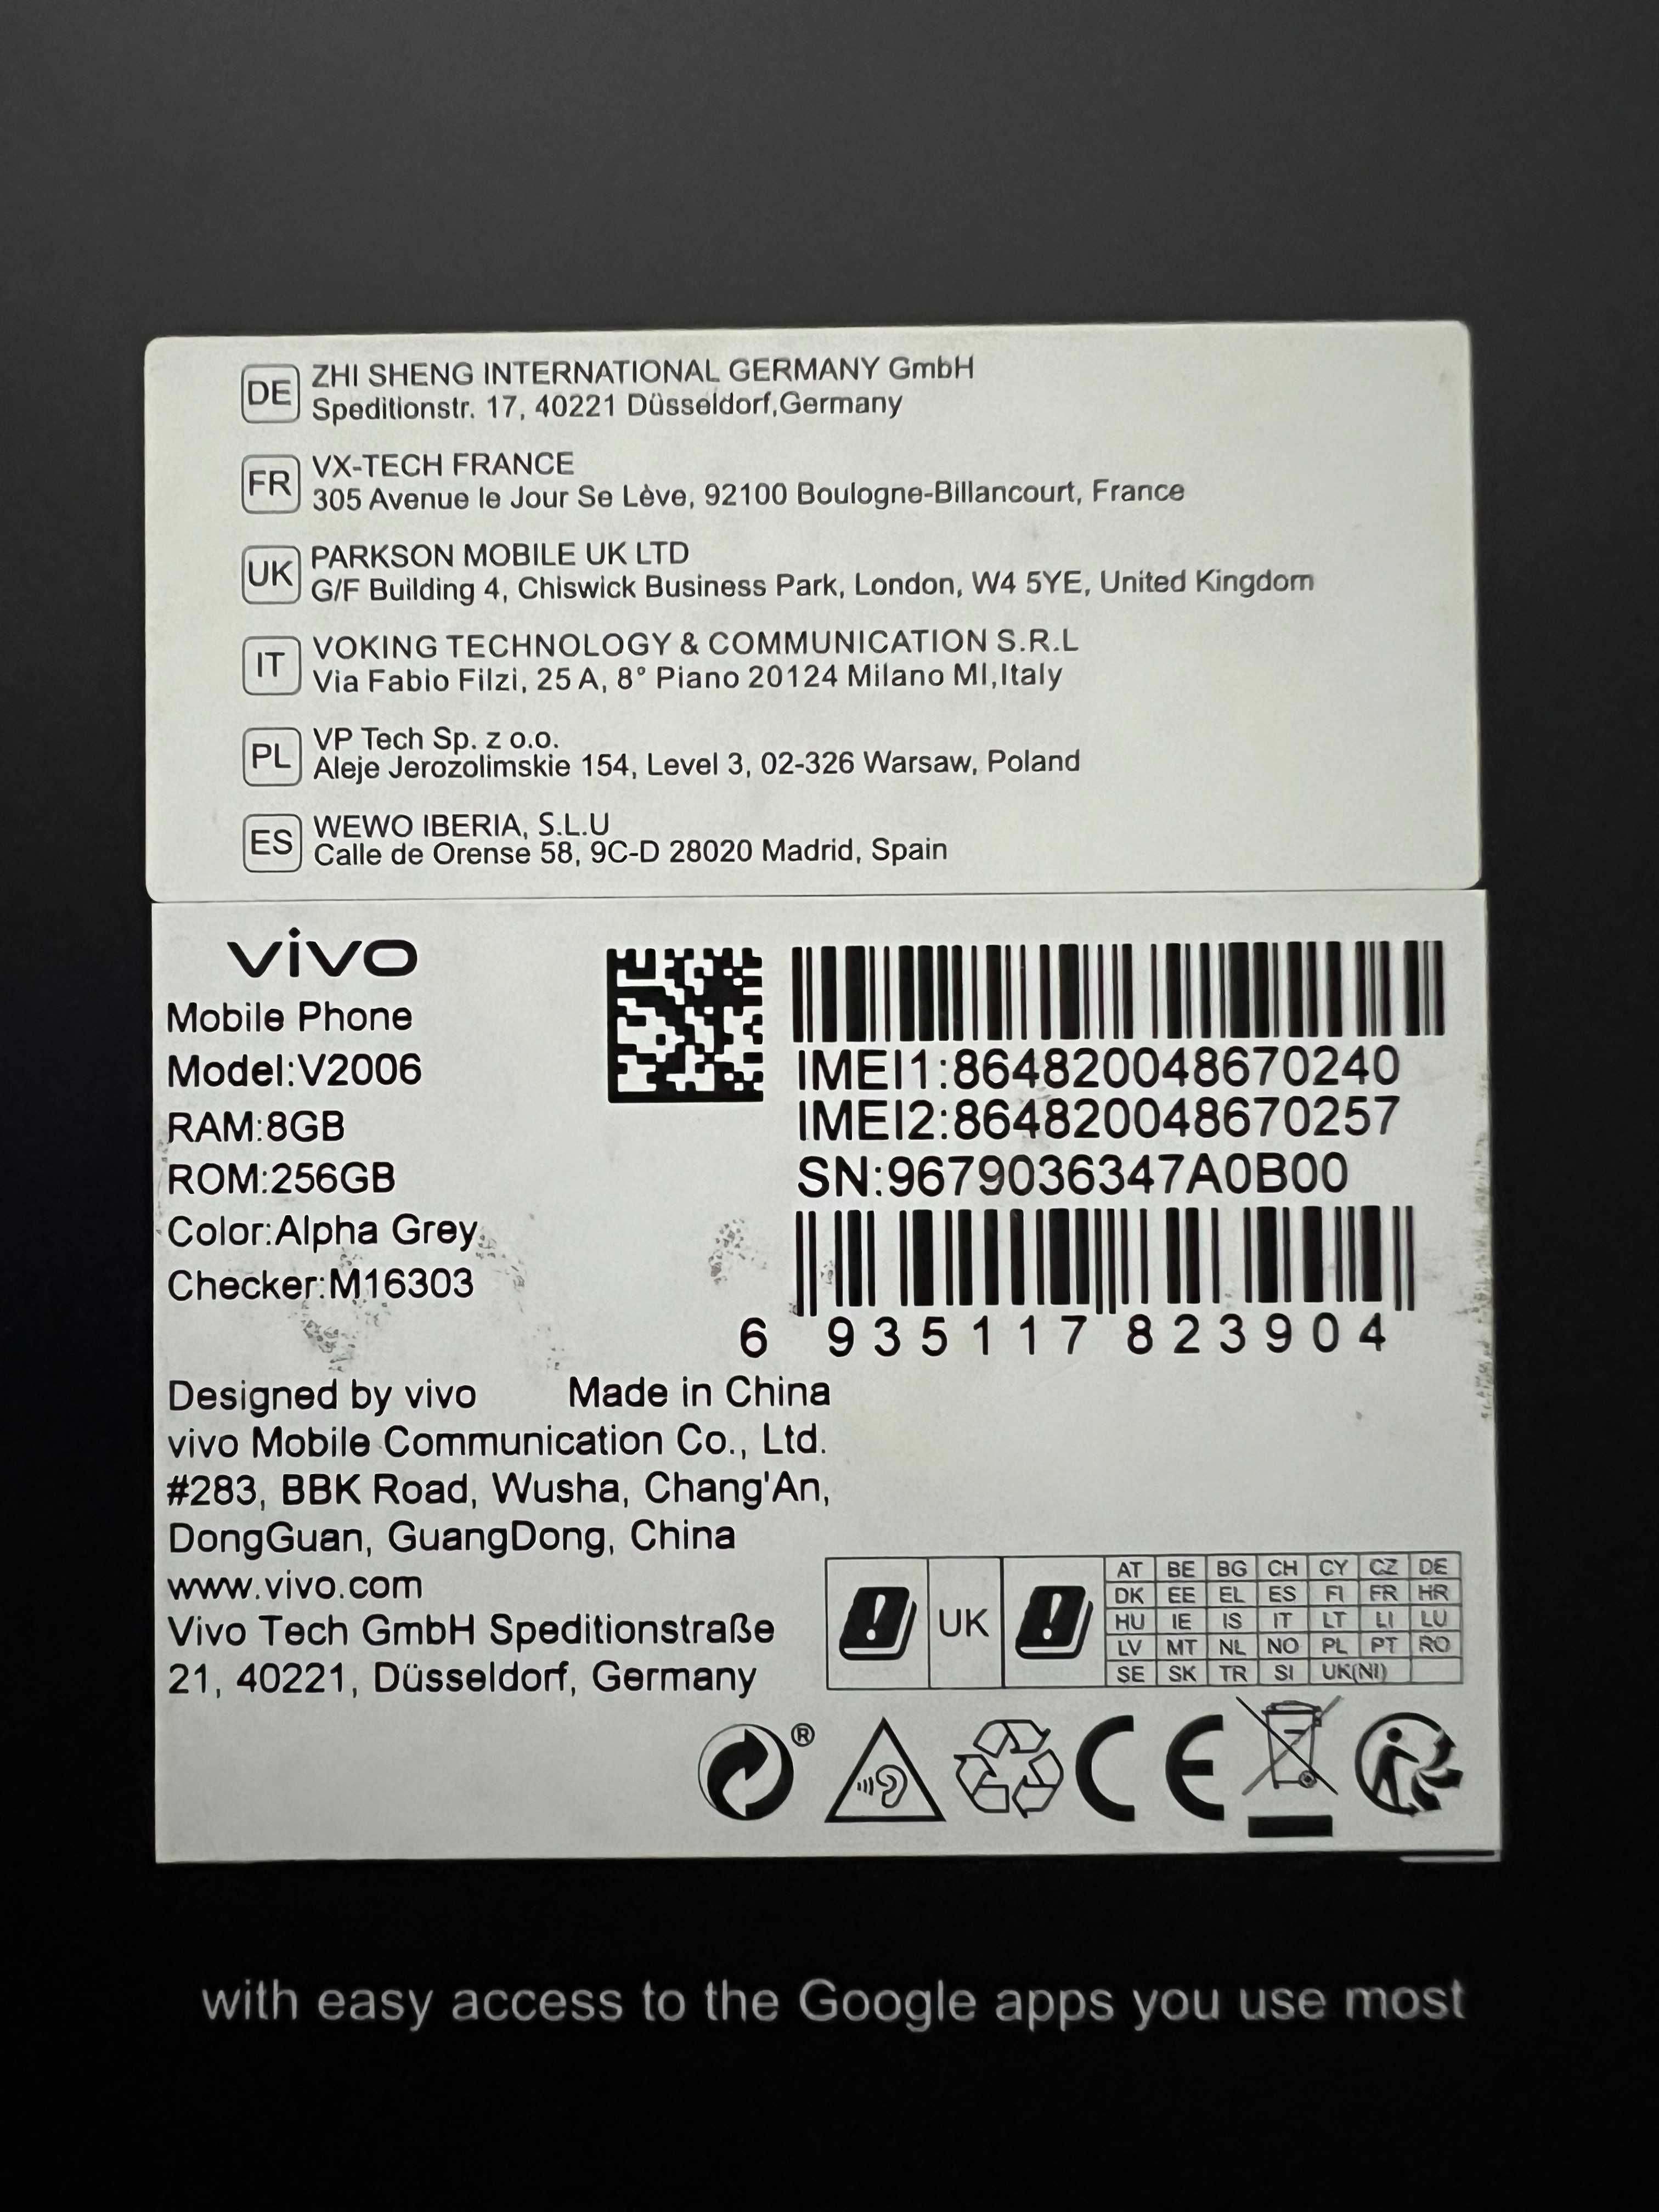 DE
ZHI SHENG INTERNATIONAL GERMANY GmbH
Speditionstr. 17, 40221 Düsseldorf,Germany
FR
VX-TECH FRANCE
305 Avenue le Jour Se Lève, 92100 Boulogne-Billancourt, France
UK
PARKSON MOBILE UK LTD
G/F Building 4, Chiswick Business Park, London, W4 5YE, United Kingdom
IT
VOKING TECHNOLOGY & COMMUNICATION S.R.L
Via Fabio Filzi, 25 A, 8° Piano 20124 Milano MI,Italy
PL
VP Tech Sp. z o.o.
Aleje Jerozolimskie 154, Level 3, 02-326 Warsaw, Poland
ES
WEWO IBERIA, S.L.U
Calle de Orense 58, 9C-D 28020 Madrid, Spain
vivo
Mobile Phone
Model:V2006
RAM:8GB
ROM:256GB
Color:Alpha Grey
Checker:M16303
IMEI1:864820048670240
IMEI2:864820048670257
SN:9679036347A0B00
6 935117 823904
Designed by vivo Made in China
vivo Mobile Communication Co., Ltd.
#283, BBK Road, Wusha, Chang'An,
DongGuan, GuangDong, China
www.vivo.com
Vivo Tech GmbH Speditionstraße
21, 40221, Düsseldorf, Germany
UK
AT BE BG CH CY CZ DE
DK EE EL ES FI FR HR
HU IE IS IT LT LI LU
LV MT NL NO PL PT RO
SE SK TR SI UK(NI)
® CE
with easy access to the Google apps you use most